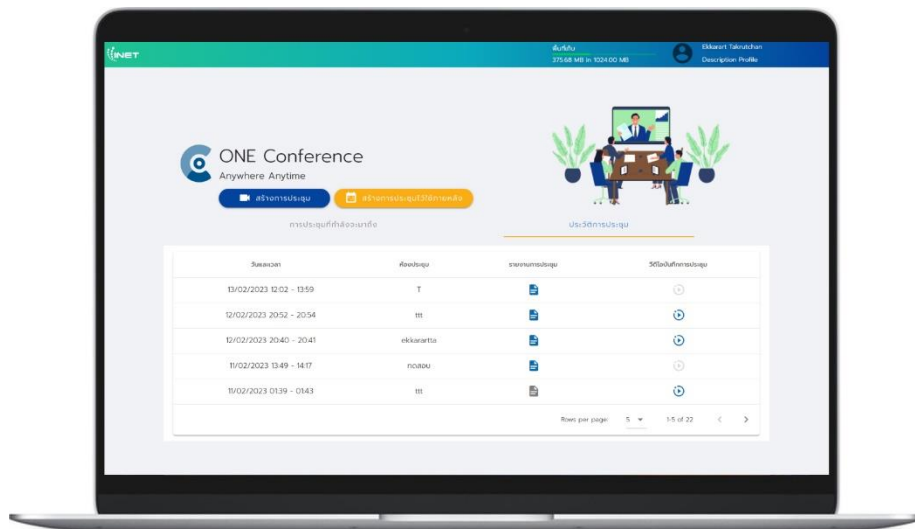 INET
พื้นที่เก็บ
375.68 MB in 1024.00 MB
Ekkarart Takrutchan
Description Profile
ONE Conference
Anywhere Anytime
สร้างการประชุม
สร้างการประชุมไว้ใช้ภายหลัง
การประชุมที่กำลังจะมาถึง
ประวัติการประชุม
วันและเวลา ห้องประชุม รายงานการประชุม วิดีโอบันทึกการประชุม
13/02/2023 12:02 - 13:59 T
12/02/2023 20:52 - 20:54 ttt
12/02/2023 20:40 - 20:41 ekkarartta
11/02/2023 13:49 - 14:17 ทดสอบ
11/02/2023 01:39 - 01:43 ttt
Rows per page: 5 1-5 of 22